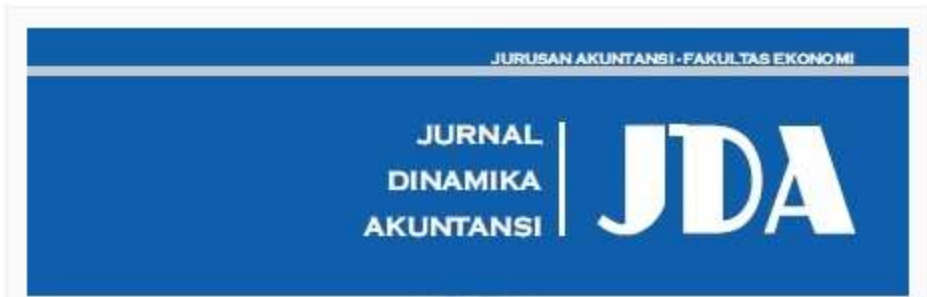 JURUSAN AKUNTANSI - FAKULTAS EKONOMI
JURNAL
DINAMIKA
AKUNTANSI
JDA